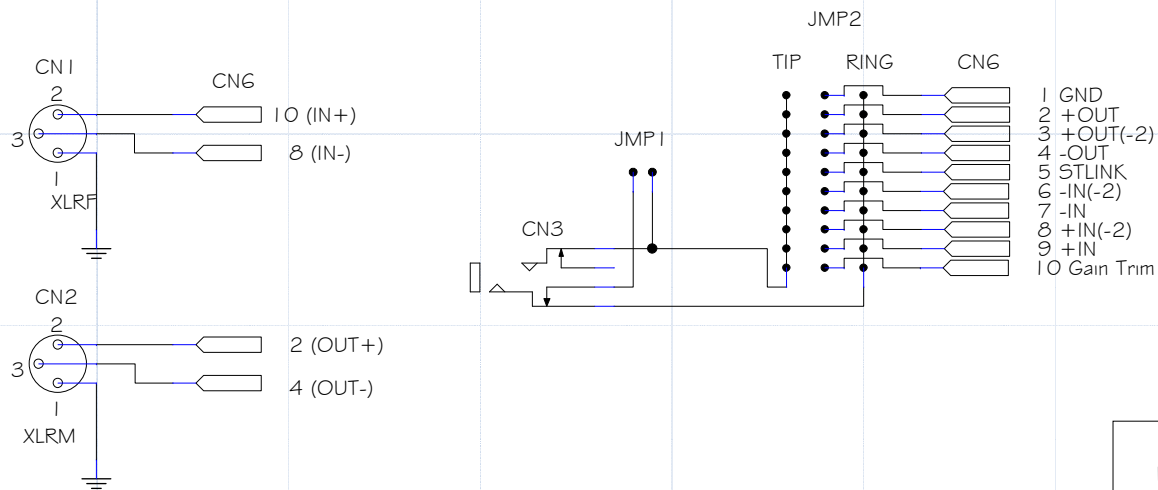 JMP2
CN1
2
3
1
XLRF
CN6
10 (IN+)
8 (IN-)
TIP RING CN6
1 GND
2 +OUT
3 +OUT(-2)
4 -OUT
5 STLINK
6 -IN(-2)
7 -IN
8 +IN(-2)
9 +IN
10 Gain Trim
JMP1
CN3
CN2
2
3
1
XLRM
2 (OUT+)
4 (OUT-)